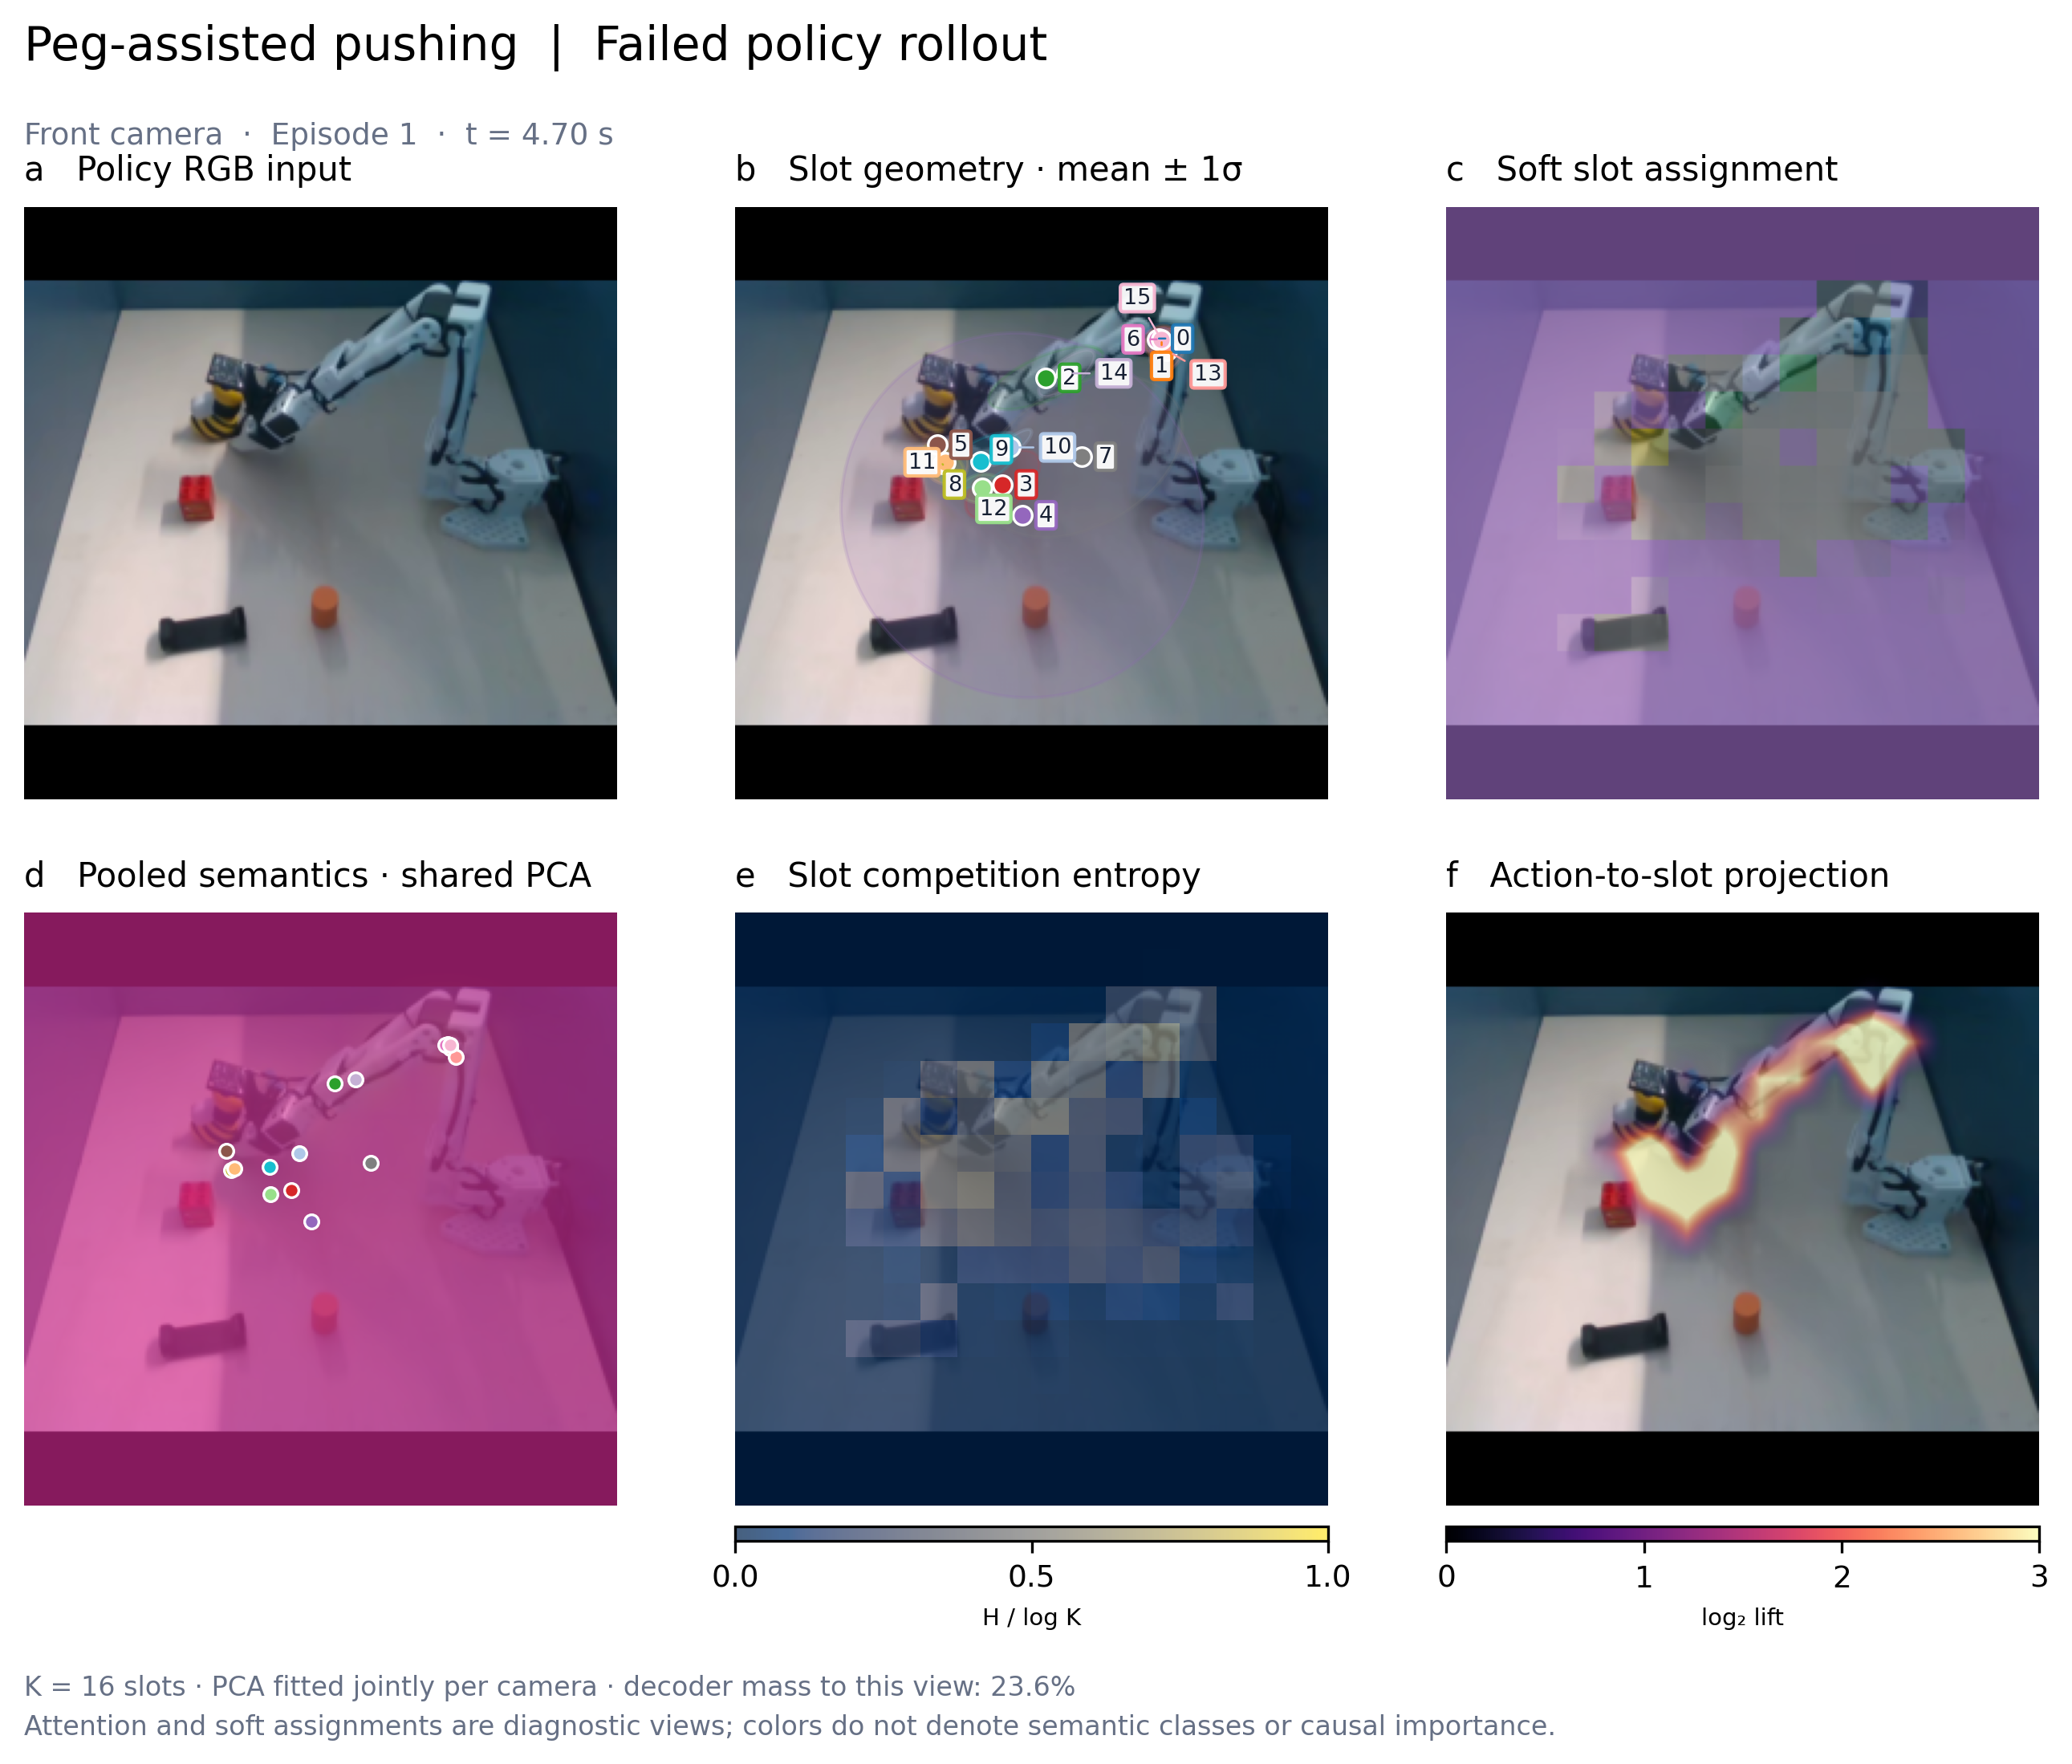 Peg-assisted pushing | Failed policy rollout
Front camera · Episode 1 · t = 4.70 s
a Policy RGB input
b Slot geometry · mean ± 1σ
c Soft slot assignment
15
6
0
1
13
2
14
5
9
10
7
11
8
3
12
4
d Pooled semantics · shared PCA
e Slot competition entropy
f Action-to-slot projection
0.0
0.5
1.0
H / log K
0
1
2
3
log₂ lift
K = 16 slots · PCA fitted jointly per camera · decoder mass to this view: 23.6%
Attention and soft assignments are diagnostic views; colors do not denote semantic classes or causal importance.